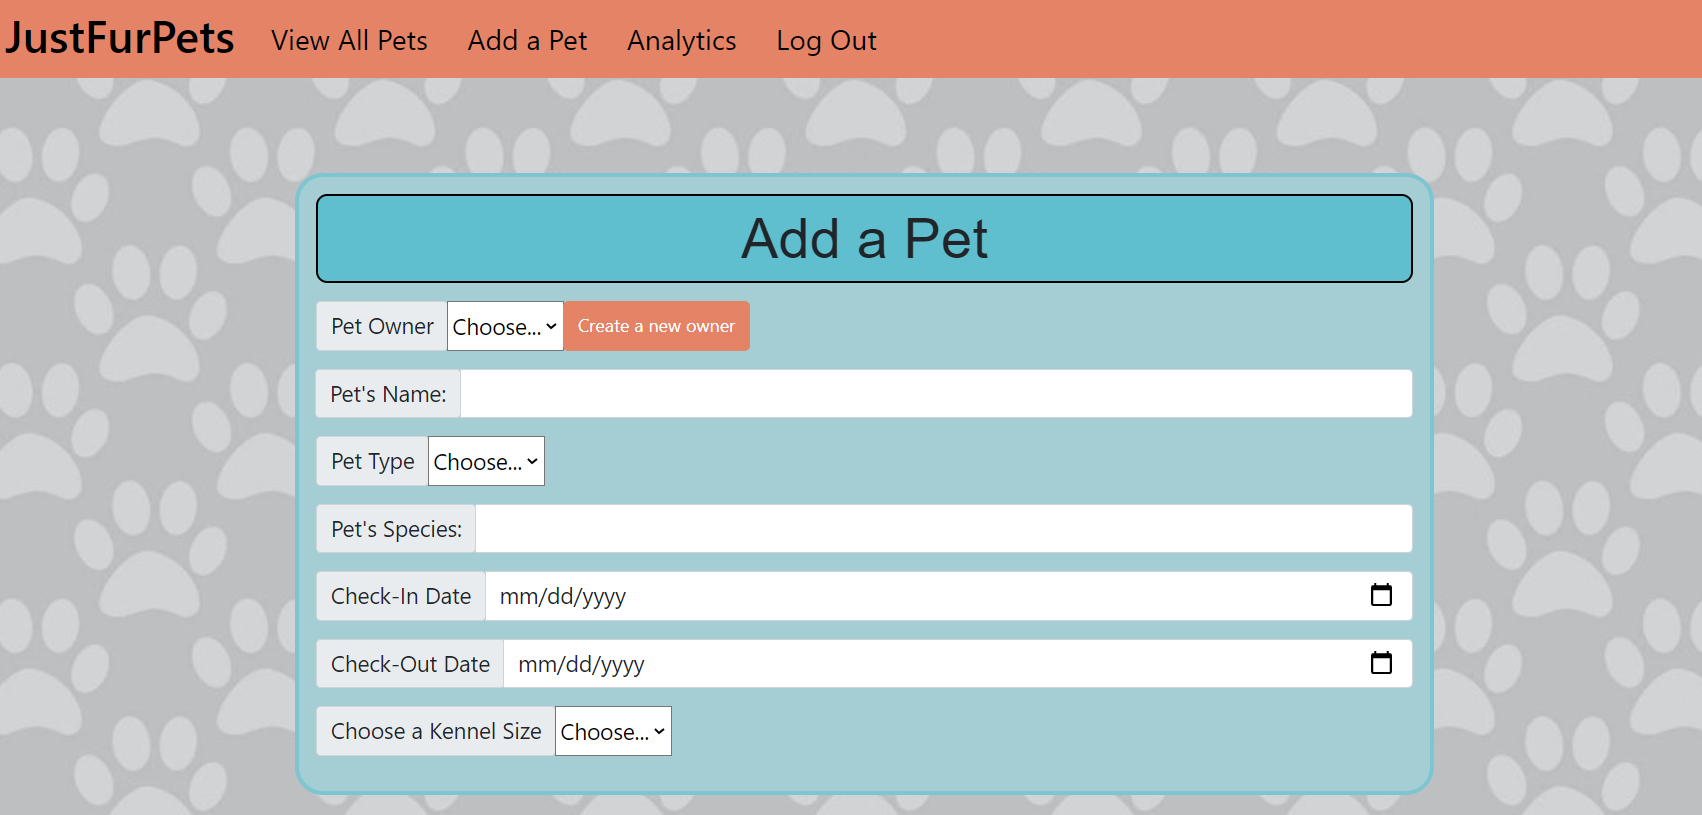 JustFurPets View All Pets Add a Pet Analytics Log Out
Add a Pet
Pet Owner Choose... Create a new owner
Pet's Name:
Pet Type Choose...
Pet's Species:
Check-In Date mm/dd/yyyy
Check-Out Date mm/dd/yyyy
Choose a Kennel Size Choose...